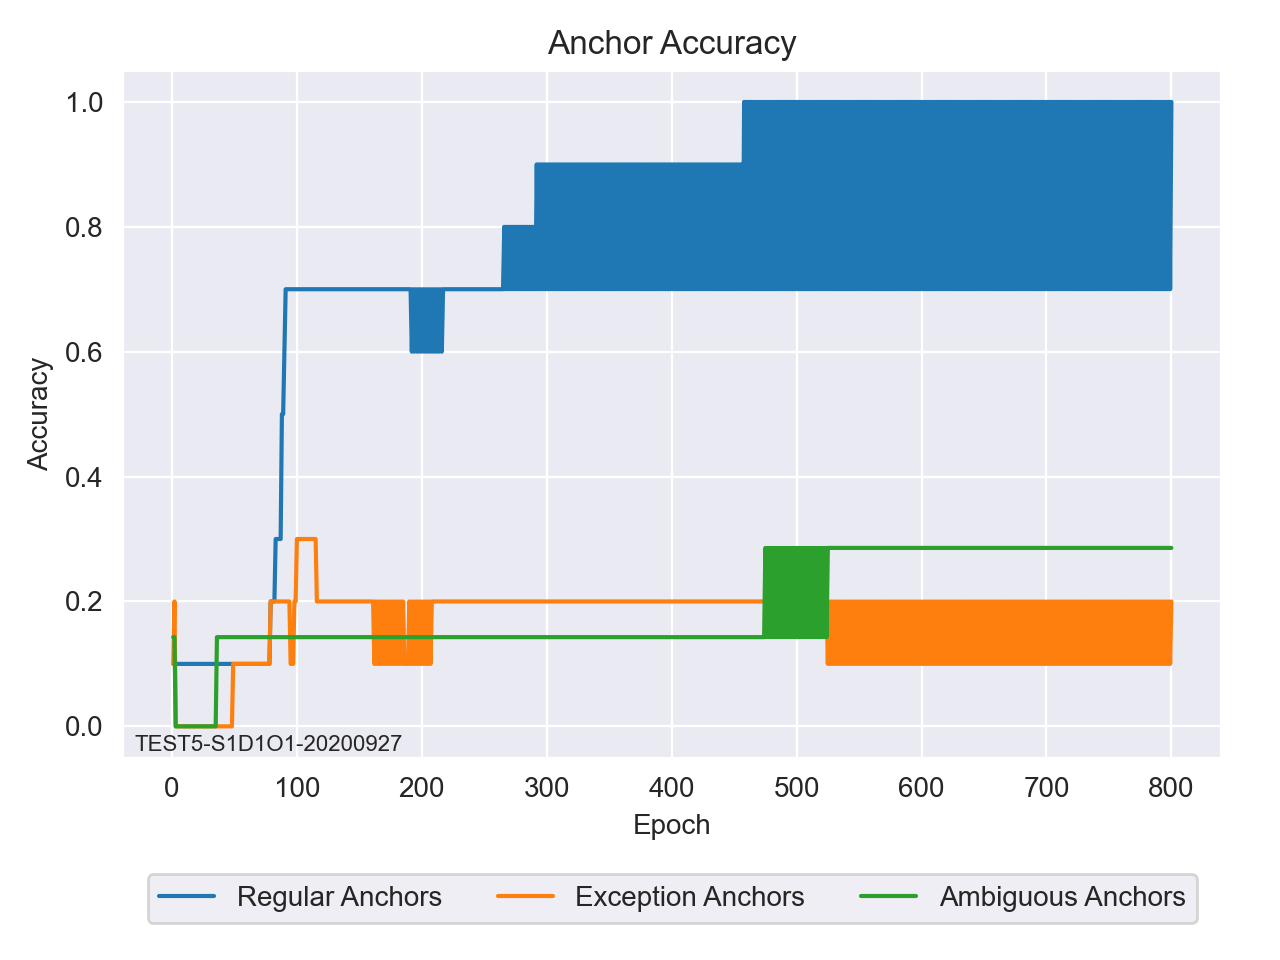 Anchor Accuracy
1.0
0.8
0.6
0.4
0.2
0.0
Accuracy
TEST5-S1D1O1-20200927
0 100 200 300 400 500 600 700 800
Epoch
Regular Anchors Exception Anchors Ambiguous Anchors